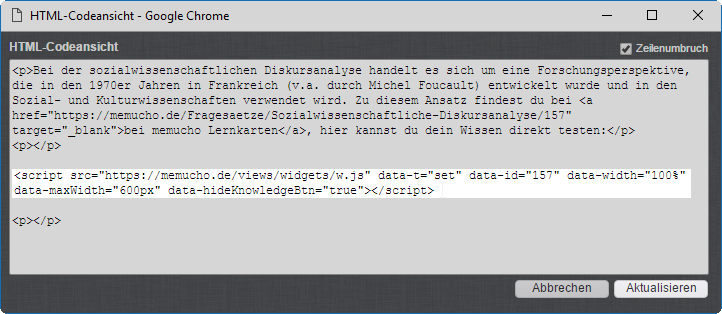 HTML-Codeansicht - Google Chrome
HTML-Codeansicht
Zeilenumbruch
<p>Bei der sozialwissenschaftlichen Diskursanalyse handelt es sich um eine Forschungsperspektive,
die in den 1970er Jahren in Frankreich (v.a. durch Michel Foucault) entwickelt wurde und in den
Sozial- und Kulturwissenschaften verwendet wird. Zu diesem Ansatz findest du bei <a
href="https://memucho.de/Fragesaetze/Sozialwissenschaftliche-Diskursanalyse/157"
target="_blank">bei memucho Lernkarten</a>, hier kannst du dein Wissen direkt testen:</p>
<p></p>
<script src="https://memucho.de/views/widgets/w.js" data-t="set" data-id="157" data-width="100%"
data-maxWidth="600px" data-hideKnowledgeBtn="true"></script>
<p></p>
Abbrechen
Aktualisieren